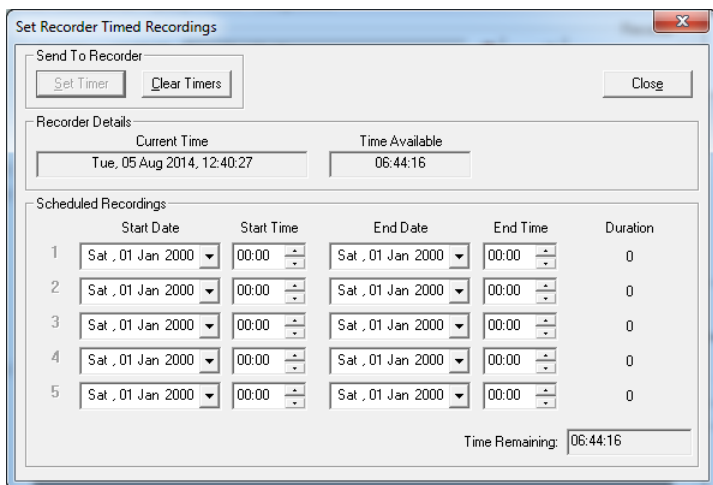 Set Recorder Timed Recordings
Send To Recorder
Set Timer Clear Timers Close
Recorder Details
Current Time Time Available
Tue, 05 Aug 2014, 12:40:27 06:44:16
Scheduled Recordings
Start Date Start Time End Date End Time Duration
1 Sat , 01 Jan 2000 00:00 Sat , 01 Jan 2000 00:00 0
2 Sat , 01 Jan 2000 00:00 Sat , 01 Jan 2000 00:00 0
3 Sat , 01 Jan 2000 00:00 Sat , 01 Jan 2000 00:00 0
4 Sat , 01 Jan 2000 00:00 Sat , 01 Jan 2000 00:00 0
5 Sat , 01 Jan 2000 00:00 Sat , 01 Jan 2000 00:00 0
Time Remaining: 06:44:16